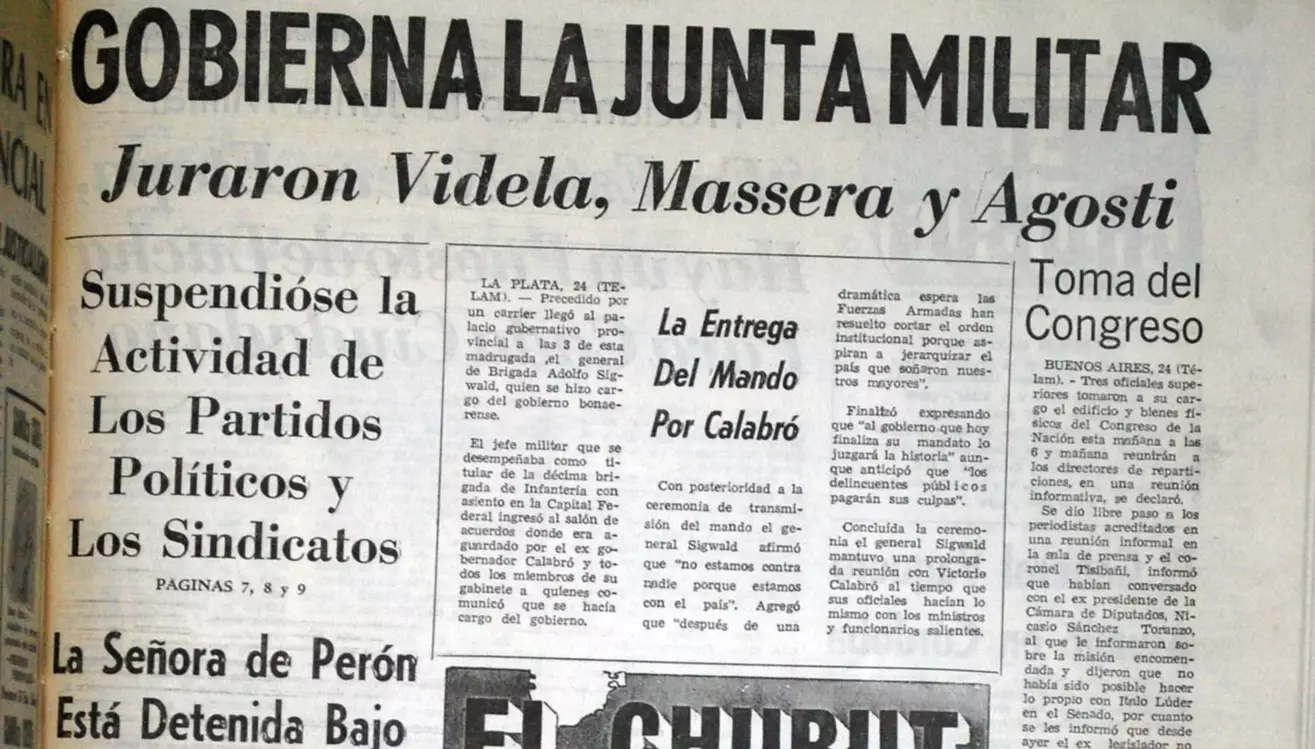 GOBIERNA LA JUNTA MILITAR
Juraron Videla, Massera y Agosti
Suspendióse la
Actividad de
Los Partidos
Políticos y
Los Sindicatos
PAGINAS 7, 8 y 9
La Señora de Perón
Está Detenida Bajo
LA PLATA, 24 (TE-
LAM). — Precedido por
un carrier llegó al pa-
lacio gubernativo pro-
vincial a las 3 de esta
madrugada ,el general
de Brigada Adolfo Sig-
wald, quien se hizo car-
go del gobierno bonae-
rense.
El jefe militar que se
desempeñaba como ti-
tular de la décima bri-
gada de Infantería con
asiento en la Capital Fe-
deral ingresó al salón de
acuerdos donde era a-
guardado por el ex go-
bernador Calabró y to-
dos los miembros de su
gabinete a quienes co-
municó que se hacía
cargo del gobierno.
La Entrega
Del Mando
Por Calabró
Con posterioridad a la
ceremonia de transmi-
sión del mando el ge-
neral Sigwald afirmó
que "no estamos contra
nadie porque estamos
con el país". Agregó
que "después de una
dramática espera las
Fuerzas Armadas han
resuelto cortar el orden
institucional porque as-
piran a jerarquizar el
país que soñaron nues-
tros mayores".
Finalizó expresando
que "al gobierno que hoy
finaliza su mandato lo
juzgará la historia" aun-
que anticipó que "los
delincuentes públicos
pagarán sus culpas".
Concluída la ceremo-
nia el general Sigwald
mantuvo una prolonga-
da reunión con Victorio
Calabró al tiempo que
sus oficiales hacían lo
mismo con los ministros
y funcionarios salientes.
Toma del
Congreso
BUENOS AIRES, 24 (Té-
lam). - Tres oficiales supe-
riores tomaron a su car-
go el edificio y bienes fí-
sicos del Congreso de la
Nación esta mañana a las
6 y mañana reunirán a
los directores de reparti-
ciones, en una reunión
informativa, se declaró.
Se dio libre paso a los
periodistas acreditados en
una reunión informal en
la sala de prensa y el co-
ronel Tisibañi, informó
que habían conversado
con el ex presidente de la
Cámara de Diputados, Ni-
casio Sánchez Toranzo,
al que le informaron so-
bre la misión encomen-
dada y dijeron que no
había sido posible hacer
lo propio con Italo Lúder
en el Senado, por cuanto
se les informó que desde
ayer el ex legislador no
EL CHUBUT